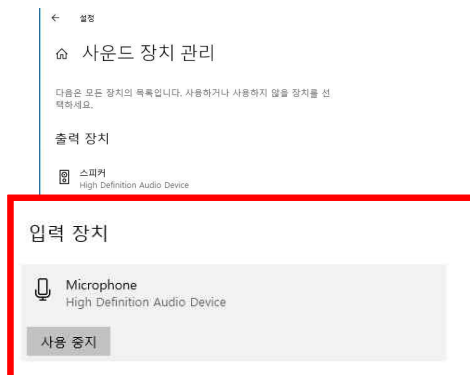 설정
사운드 장치 관리
다음은 모든 장치의 목록입니다. 사용하거나 사용하지 않을 장치를 선
택하세요.
출력 장치
스피커
High Definition Audio Device
입력 장치
Microphone
High Definition Audio Device
사용 중지